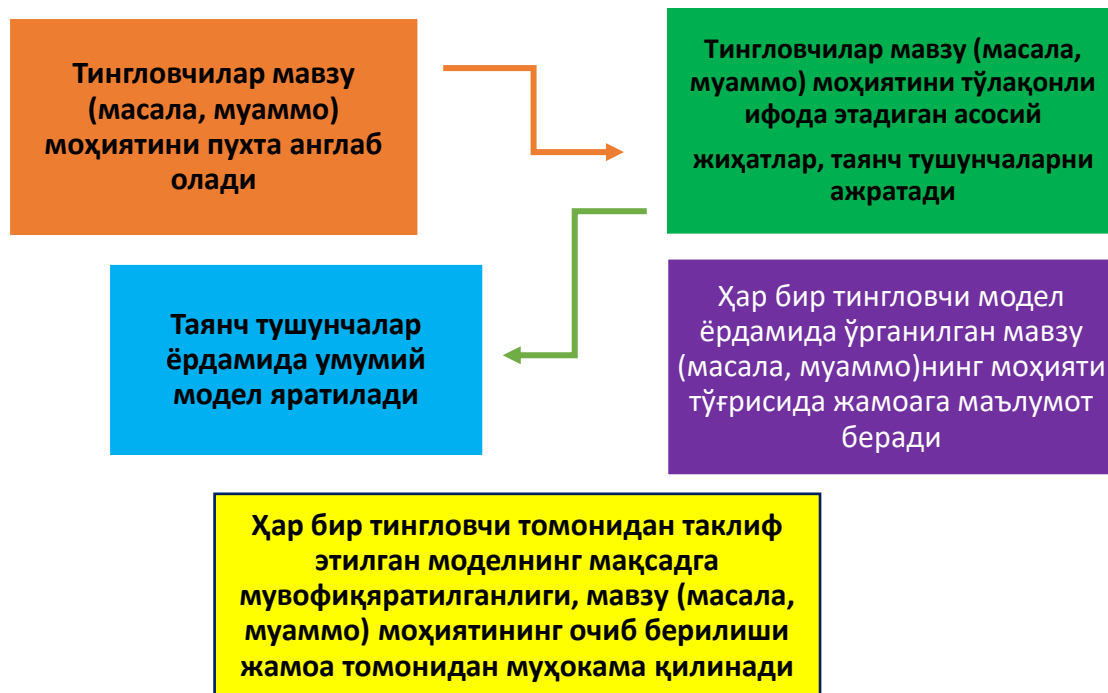 Тингловчилар мавзу
(масала, муаммо)
моҳиятини пухта англаб
олади
Тингловчилар мавзу (масала,
муаммо) моҳиятини тўлақонли
ифода этадиган асосий
жиҳатлар, таянч тушунчаларни
ажратади
Таянч тушунчалар
ёрдамида умумий
модел яратилади
Ҳар бир тингловчи модел
ёрдамида ўрганилган мавзу
(масала, муаммо)нинг моҳияти
тўғрисида жамоага маълумот
беради
Ҳар бир тингловчи томонидан таклиф
этилган моделнинг мақсадга
мувофиқяратилганлиги, мавзу (масала,
муаммо) моҳиятининг очиб берилиши
жамоа томонидан муҳокама қилинади